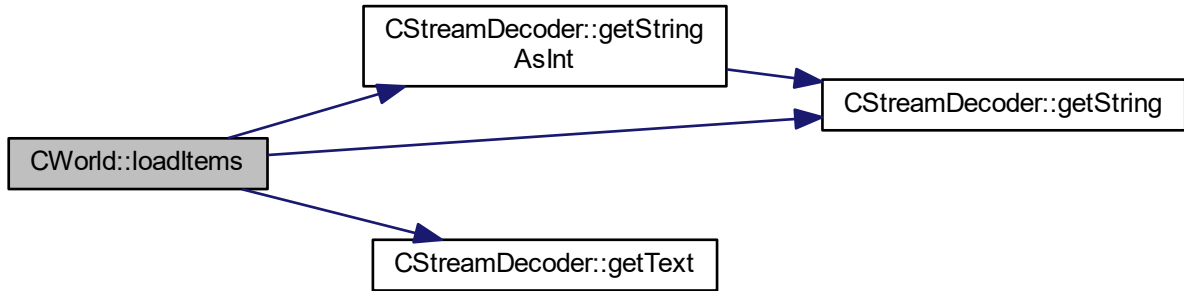 CStreamDecoder::getString
AsInt
CStreamDecoder::getString
CWorld::loadItems
CStreamDecoder::getText